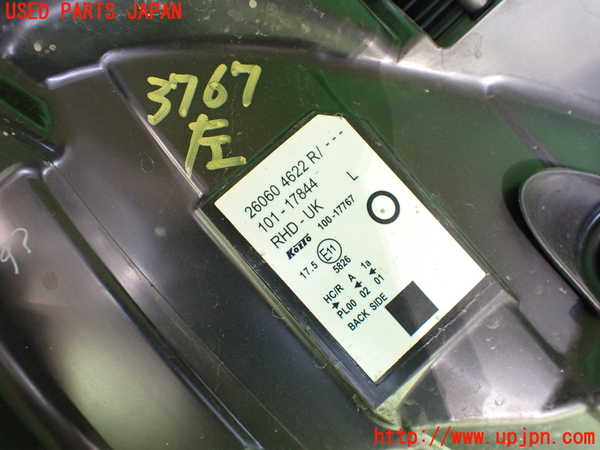 USED PARTS JAPAN
3767
左
26060 4622 R/ - - -
101 - 17844
RHD - UK L
KOITO 100-17767
17.5 E11
5826
HC/R A 1a
PL00 02 01
BACK SIDE
http://www.upjpn.com